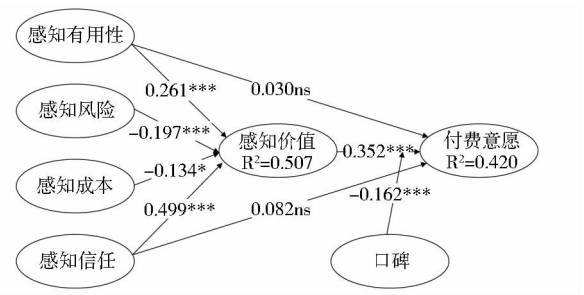 感知有用性
0.261***
0.030ns
感知风险
-0.197***
感知价值
R²=0.507
0.352***
付费意愿
R²=0.420
感知成本
-0.134*
0.499***
0.082ns
-0.162***
感知信任
口碑